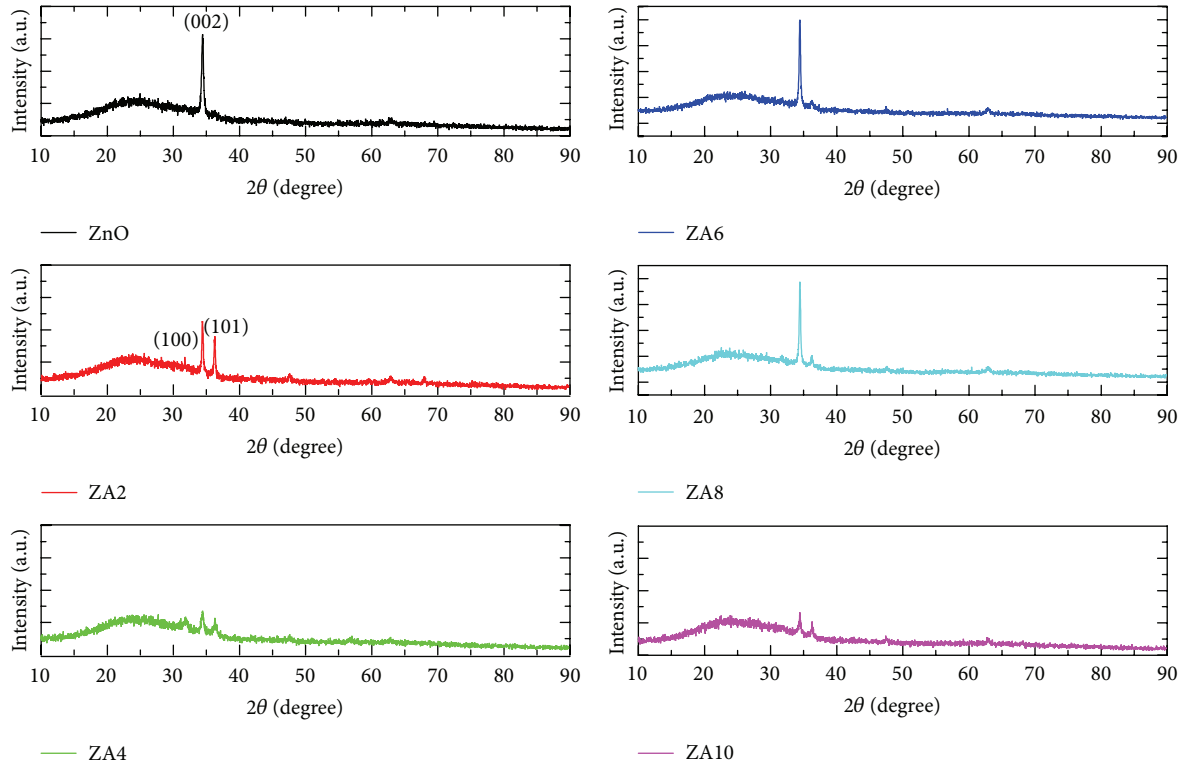 Intensity (a.u.)
(002)
10 20 30 40 50 60 70 80 90
2θ (degree)
ZnO
Intensity (a.u.)
10 20 30 40 50 60 70 80 90
2θ (degree)
ZA6
Intensity (a.u.)
(100) (101)
10 20 30 40 50 60 70 80 90
2θ (degree)
ZA2
Intensity (a.u.)
10 20 30 40 50 60 70 80 90
2θ (degree)
ZA8
Intensity (a.u.)
10 20 30 40 50 60 70 80 90
2θ (degree)
ZA4
Intensity (a.u.)
10 20 30 40 50 60 70 80 90
2θ (degree)
ZA10